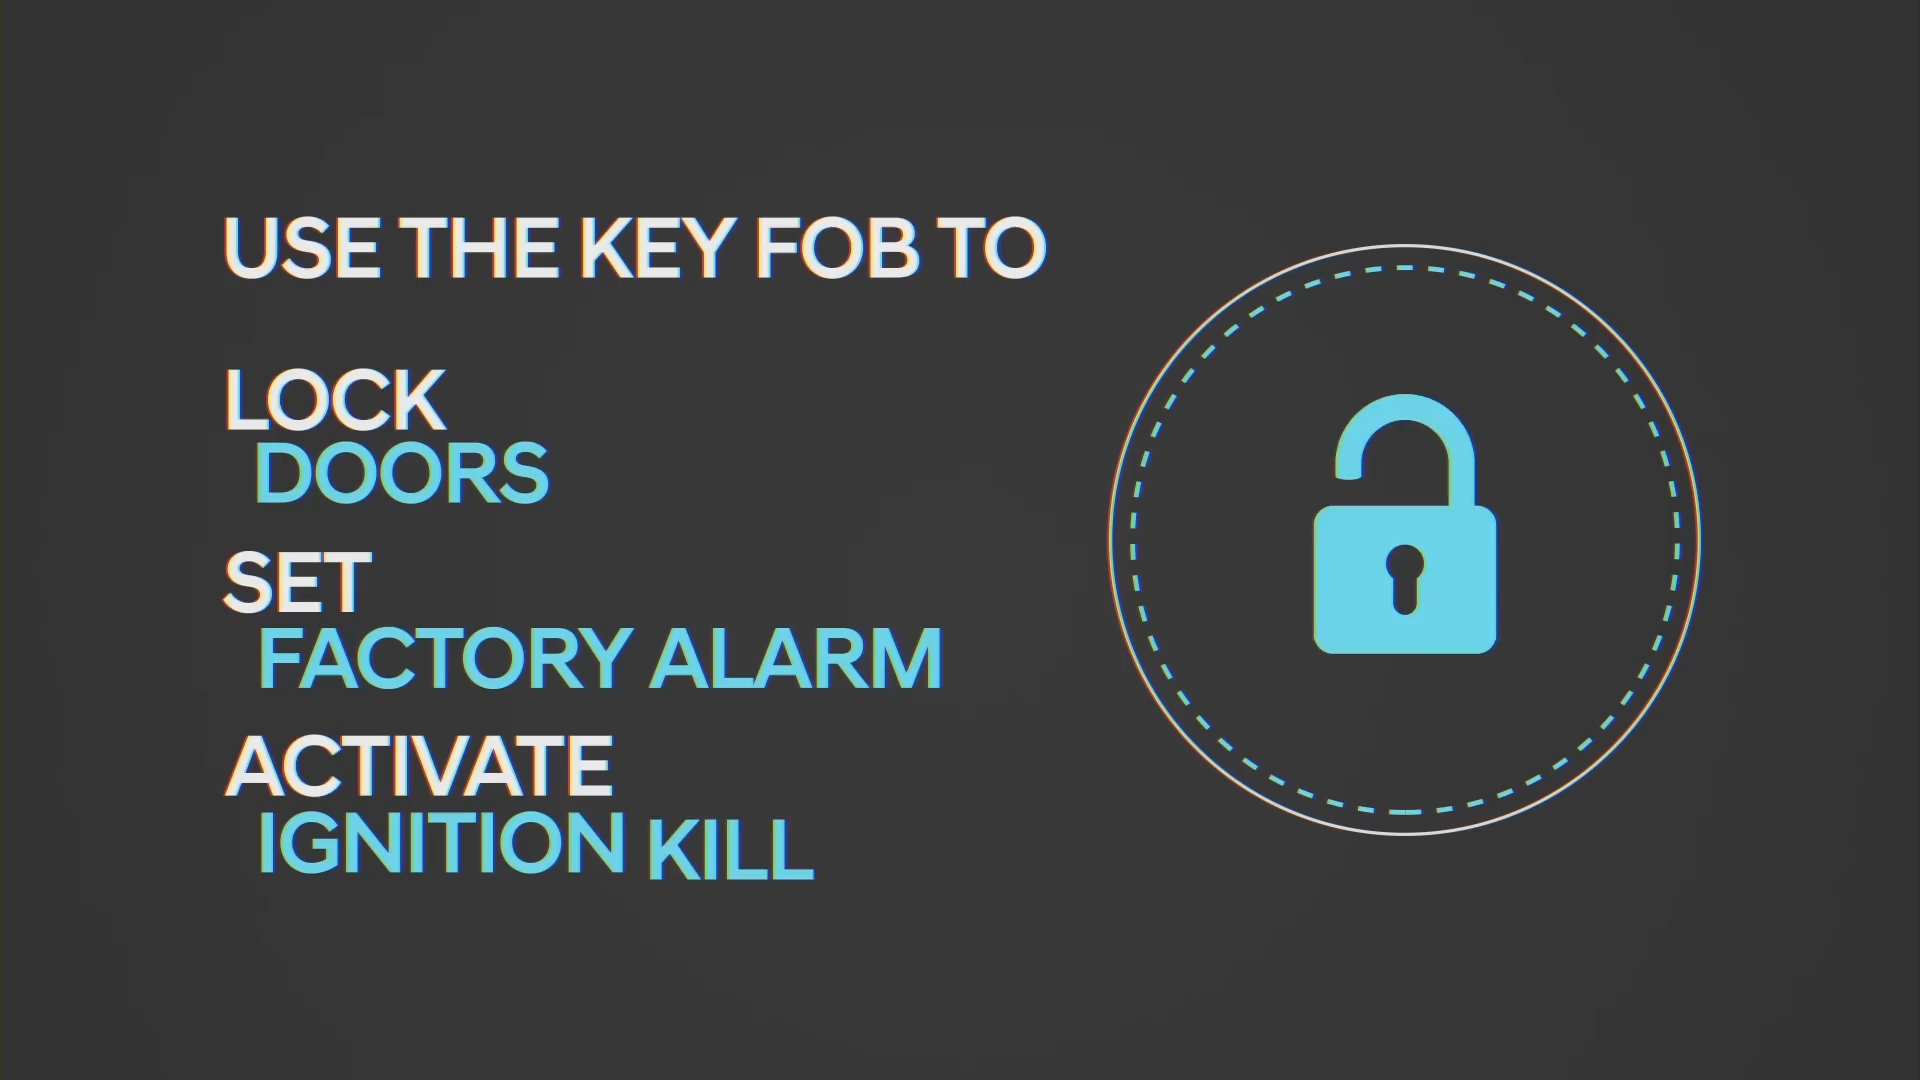 USE THE KEY FOB TO
LOCK
DOORS
SET
FACTORY ALARM
ACTIVATE
IGNITION KILL